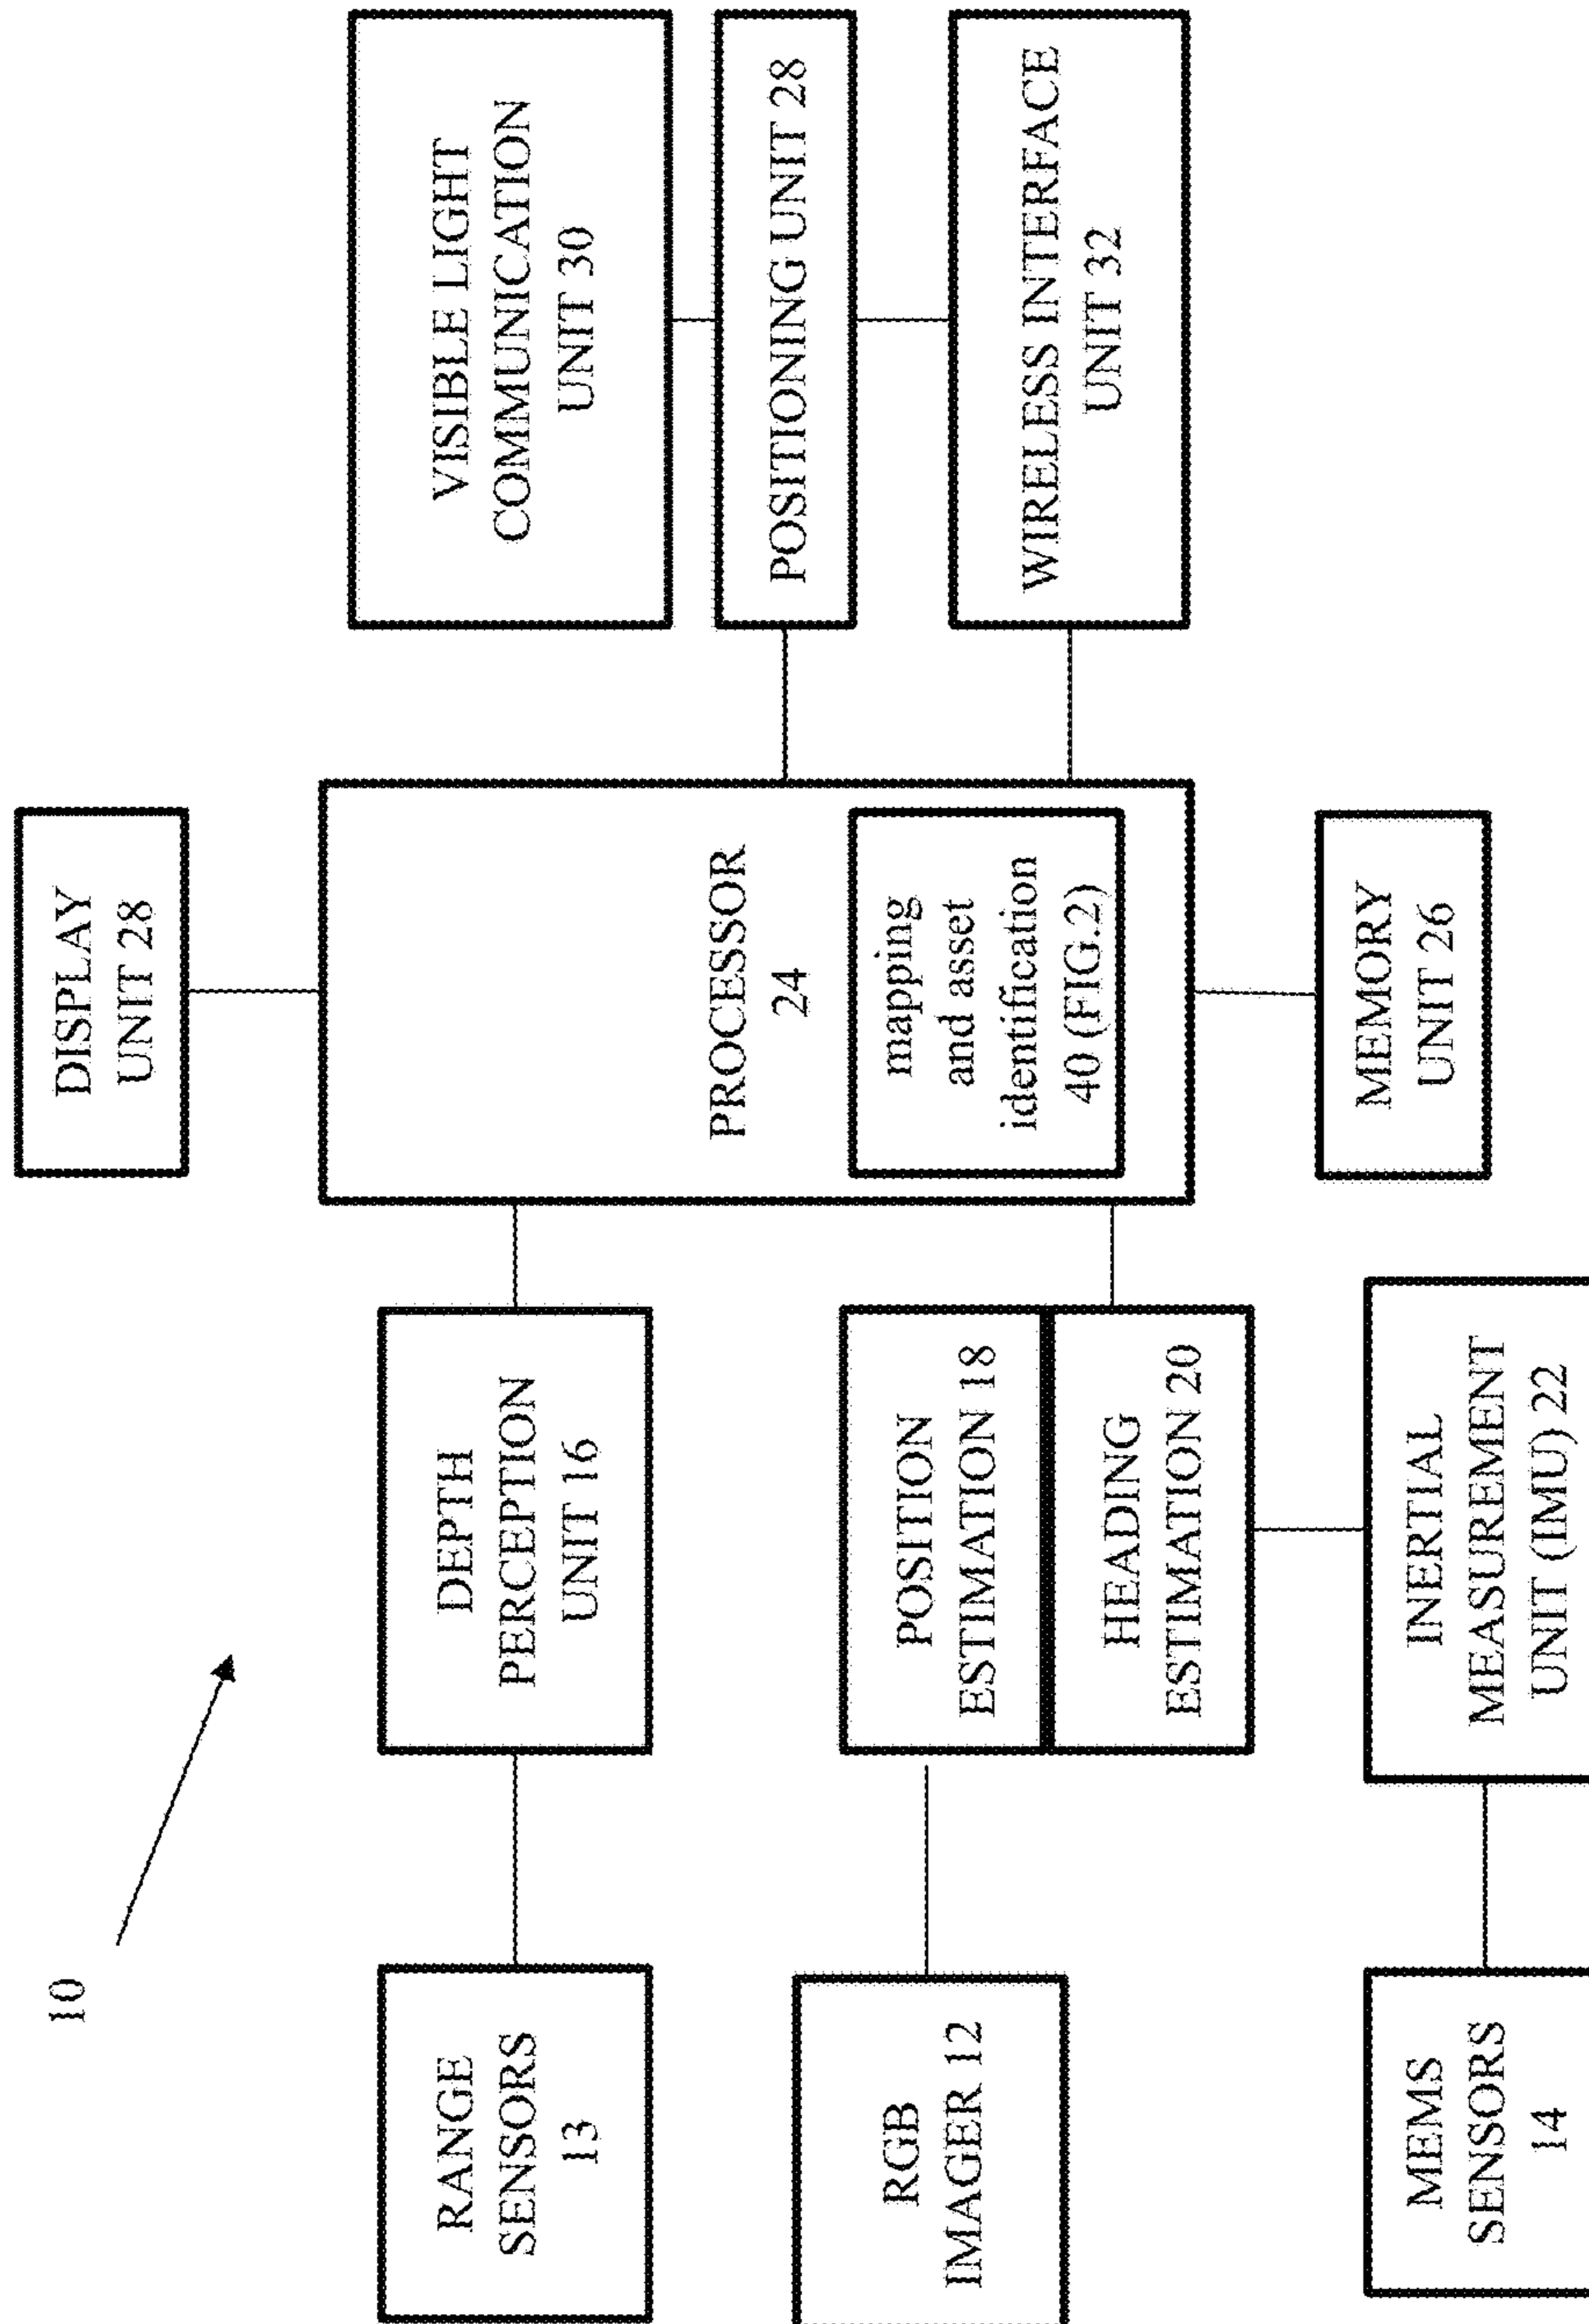 10
RANGE
SENSORS
13
RGB
IMAGER 12
MEMS
SENSORS
14
DEPTH
PERCEPTION
UNIT 16
POSITION
ESTIMATION 18
HEADING
ESTIMATION 20
INERTIAL
MEASUREMENT
UNIT (IMU) 22
DISPLAY
UNIT 28
PROCESSOR
24
mapping
and asset
identification
40 (FIG.2)
MEMORY
UNIT 26
VISIBLE LIGHT
COMMUNICATION
UNIT 30
POSITIONING UNIT 28
WIRELESS INTERFACE
UNIT 32